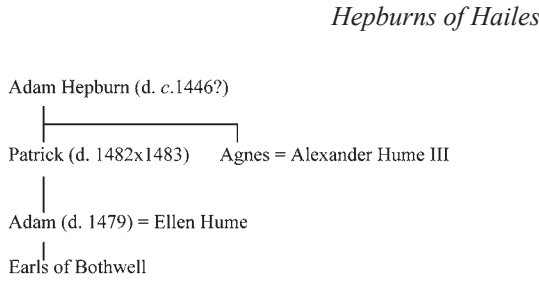 Hepburns of Hailes
Adam Hepburn (d. c.1446?)
Patrick (d. 1482x1483) Agnes = Alexander Hume III
Adam (d. 1479) = Ellen Hume
Earls of Bothwell